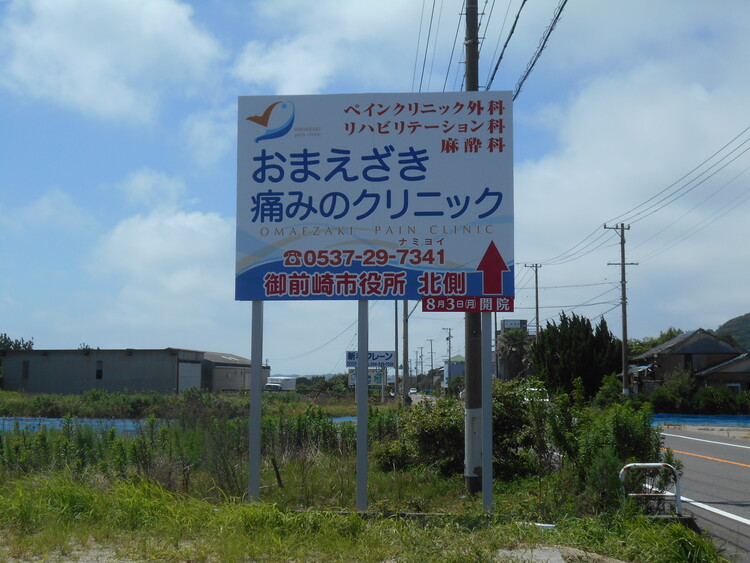 ペインクリニック外科
リハビリテーション科
麻酔科
おまえざき
痛みのクリニック
OMAEZAKI PAIN CLINIC
ナミヨイ
☎0537-29-7341
御前崎市役所 北側
8月3日(月)開院